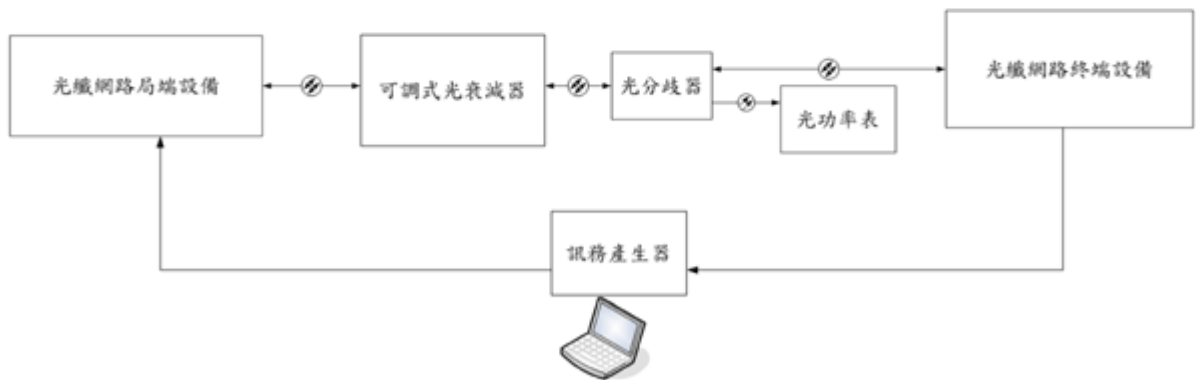 光纖網路局端設備
可調式光衰減器
光分歧器
光纖網路終端設備
光功率表
訊務產生器